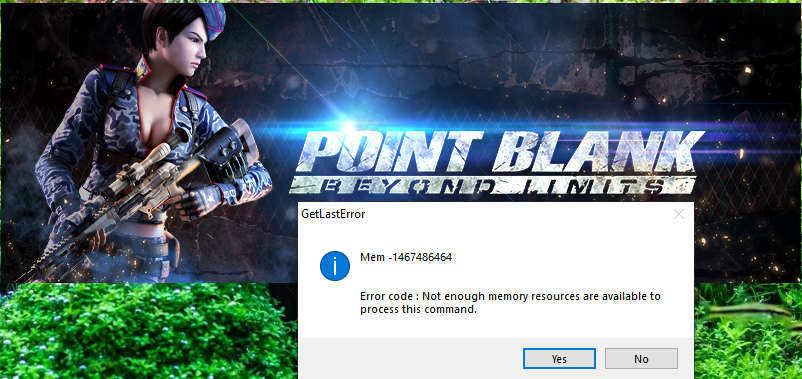 POINT BLANK
BEYOND LIMITS
GetLastError
Mem -1467486464
Error code : Not enough memory resources are available to
process this command.
Yes
No